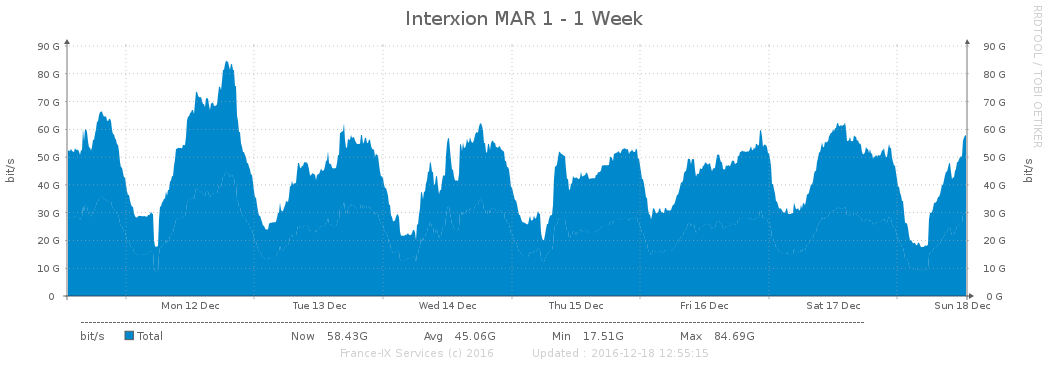 Interxion MAR 1 - 1 Week
RRDTOOL / TOBI OETIKER
90 G 90 G
80 G 80 G
70 G 70 G
60 G 60 G
50 G 50 G
40 G 40 G
30 G 30 G
20 G 20 G
10 G 10 G
0 0 G
bit/s
bit/s
Mon 12 Dec Tue 13 Dec Wed 14 Dec Thu 15 Dec Fri 16 Dec Sat 17 Dec Sun 18 Dec
bit/s Total Now 58.43G Avg 45.06G Min 17.51G Max 84.69G
France-IX Services (c) 2016 Updated : 2016-12-18 12:55:15